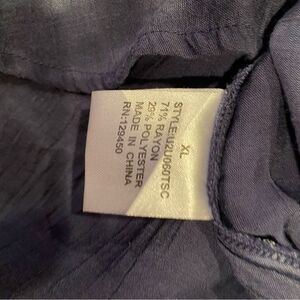 XL
STYLE:U2U060TSC
71% RAYON
29% POLYESTER
MADE IN CHINA
RN-129450